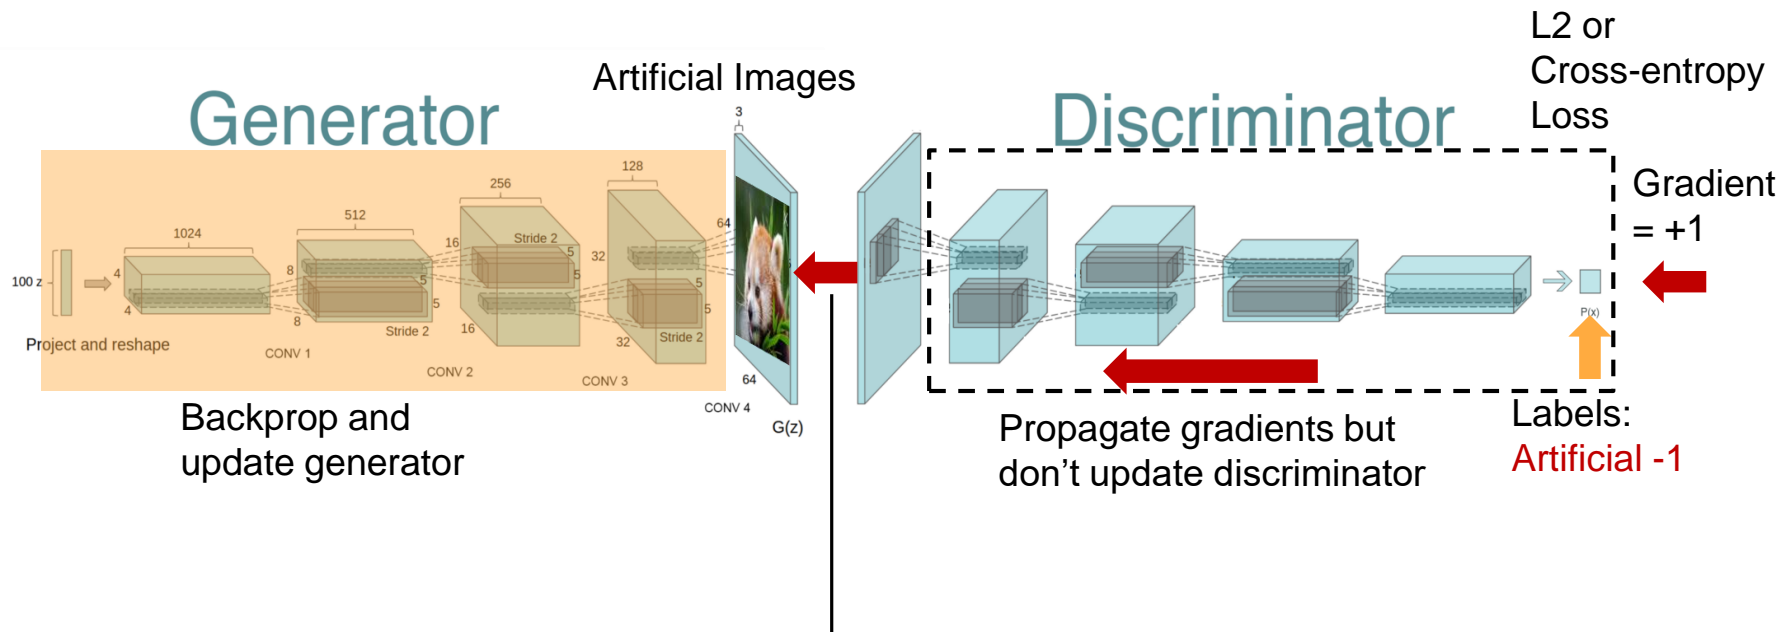 L2 or
Cross-entropy
Loss
Artificial Images
Generator
Discriminator
3
128
256
512
1024
64
16
Stride 2
5
32
5
Gradient
= +1
100 z
4
8
5
5
5
5
4
8
Stride 2
16
32
Stride 2
P(x)
Project and reshape
CONV 1
CONV 2
CONV 3
64
CONV 4
G(z)
Backprop and
update generator
Propagate gradients but
don't update discriminator
Labels:
Artificial -1